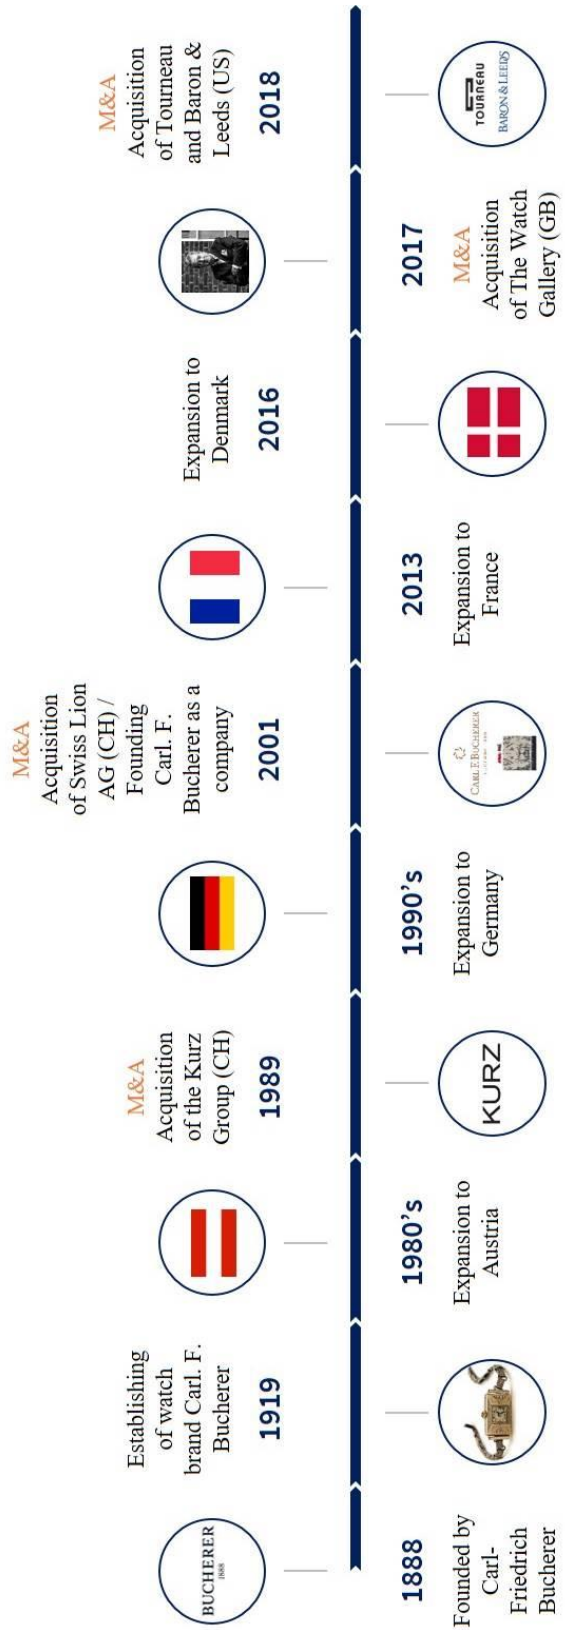 BUCHERER
1888
1888
Founded by
Carl-
Friedrich
Bucherer
Establishing
of watch
brand Carl. F.
Bucherer
1919
1980's
Expansion to
Austria
M&A
Acquisition
of the Kurz
Group (CH)
1989
KURZ
1990's
Expansion to
Germany
M&A
Acquisition
of Swiss Lion
AG (CH) /
Founding
Carl. F.
Bucherer as a
company
2001
CARL F. BUCHERER
2013
Expansion to
France
Expansion to
Denmark
2016
2017
M&A
Acquisition
of The Watch
Gallery (GB)
M&A
Acquisition
of Tourneau
and Baron &
Leeds (US)
2018
TOURNEAU
BARON & LEEDS